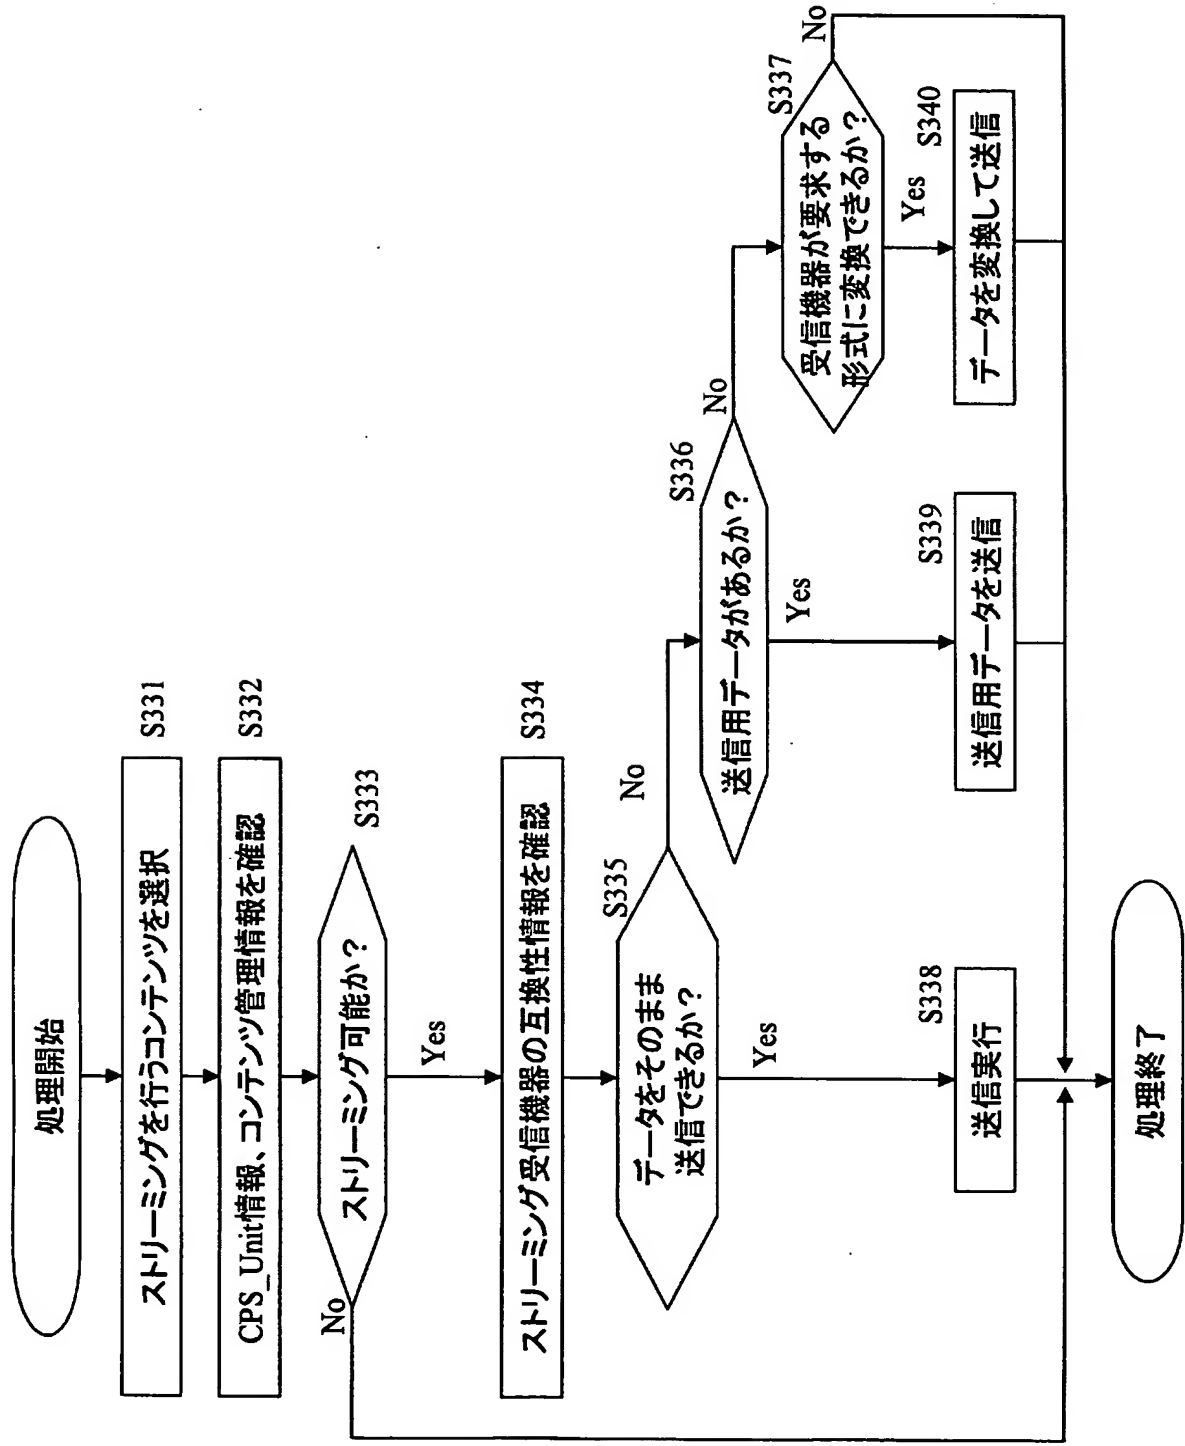 処理開始
S331
ストリーミングを行うコンテンツを選択
S332
CPS_Unit情報、コンテンツ管理情報を確認
S333
ストリーミング可能か？
No
Yes
S334
ストリーミング受信機器の互換性情報を確認
S335
データをそのまま
送信できるか？
No
Yes
S336
送信用データがあるか？
No
Yes
S337
受信機器が要求する
形式に変換できるか？
No
Yes
S338
送信実行
S339
送信用データを送信
S340
データを変換して送信
処理終了